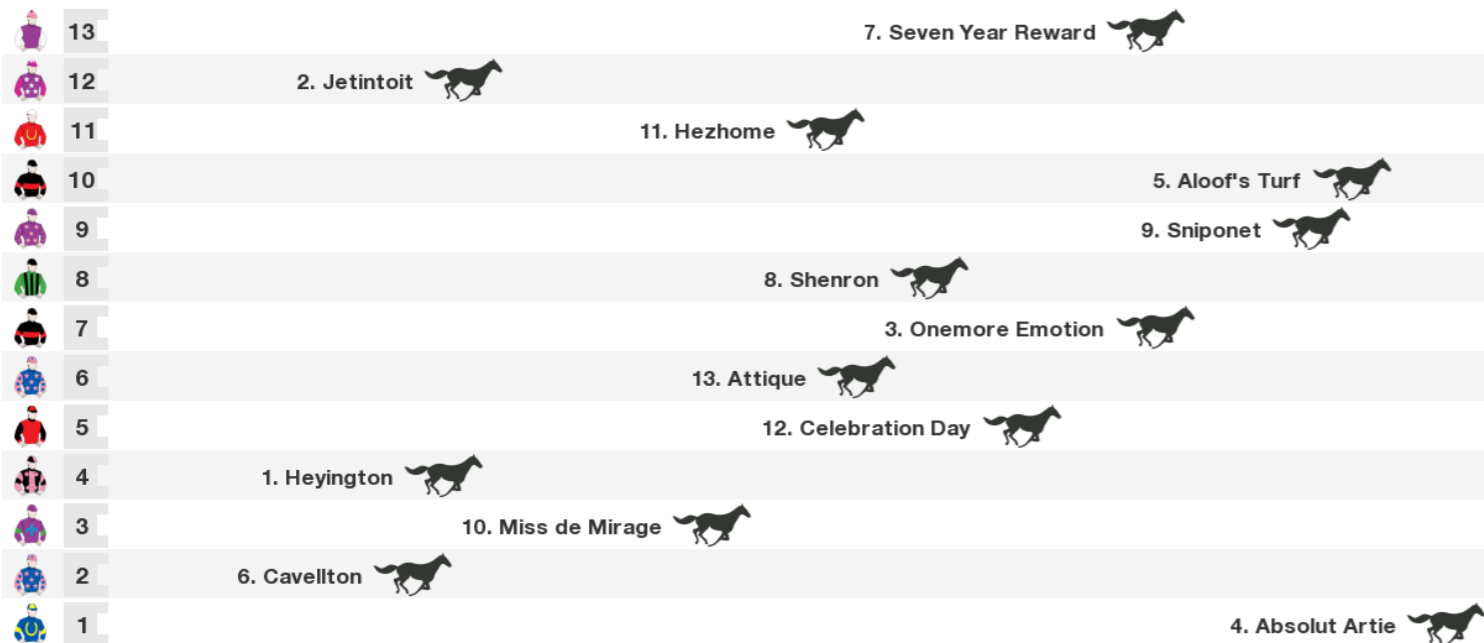 13 7. Seven Year Reward
12 2. Jetintoit
11 11. Hezhome
10 5. Aloof's Turf
9 9. Sniponet
8 8. Shenron
7 3. Onemore Emotion
6 13. Attique
5 12. Celebration Day
4 1. Heyington
3 10. Miss de Mirage
2 6. Cavellton
1 4. Absolut Artie